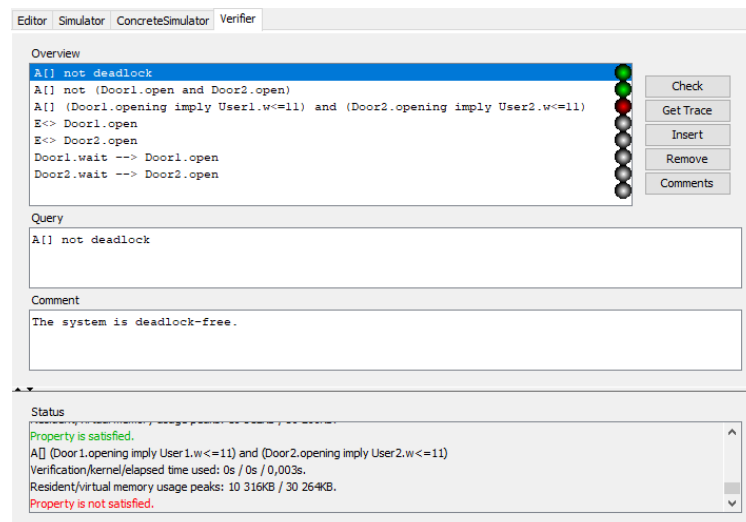 Editor Simulator ConcreteSimulator Verifier
Overview
A[] not deadlock
A[] not (Door1.open and Door2.open)
A[] (Door1.opening imply User1.w<=11) and (Door2.opening imply User2.w<=11)
E<> Door1.open
E<> Door2.open
Door1.wait --> Door1.open
Door2.wait --> Door2.open
Check
Get Trace
Insert
Remove
Comments
Query
A[] not deadlock
Comment
The system is deadlock-free.
Status
Property is satisfied.
A[] (Door1.opening imply User1.w<=11) and (Door2.opening imply User2.w<=11)
Verification/kernel/elapsed time used: 0s / 0s / 0,003s.
Resident/virtual memory usage peaks: 10 316KB / 30 264KB.
Property is not satisfied.